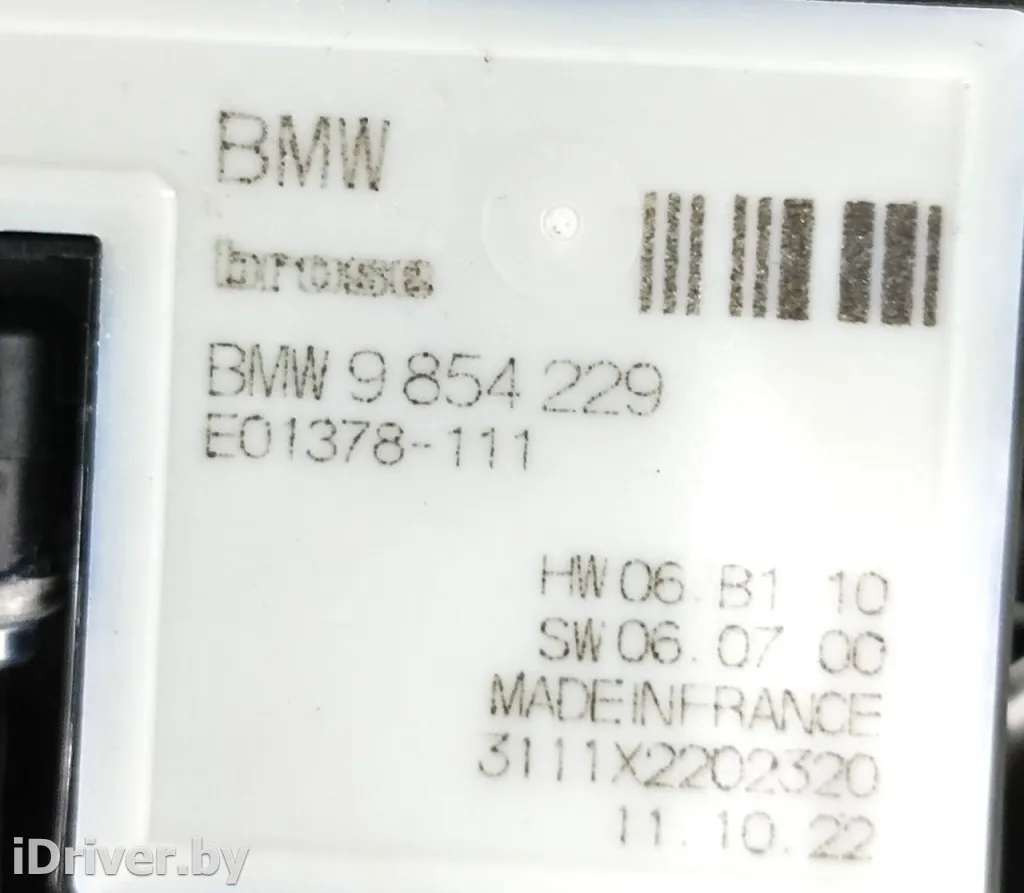 BMW
brose
BMW 9 854 229
E01378-111
HW 06. B1 10
SW 06. 07 00
MADE IN FRANCE
3111X2202320
11.10.22
iDriver.by